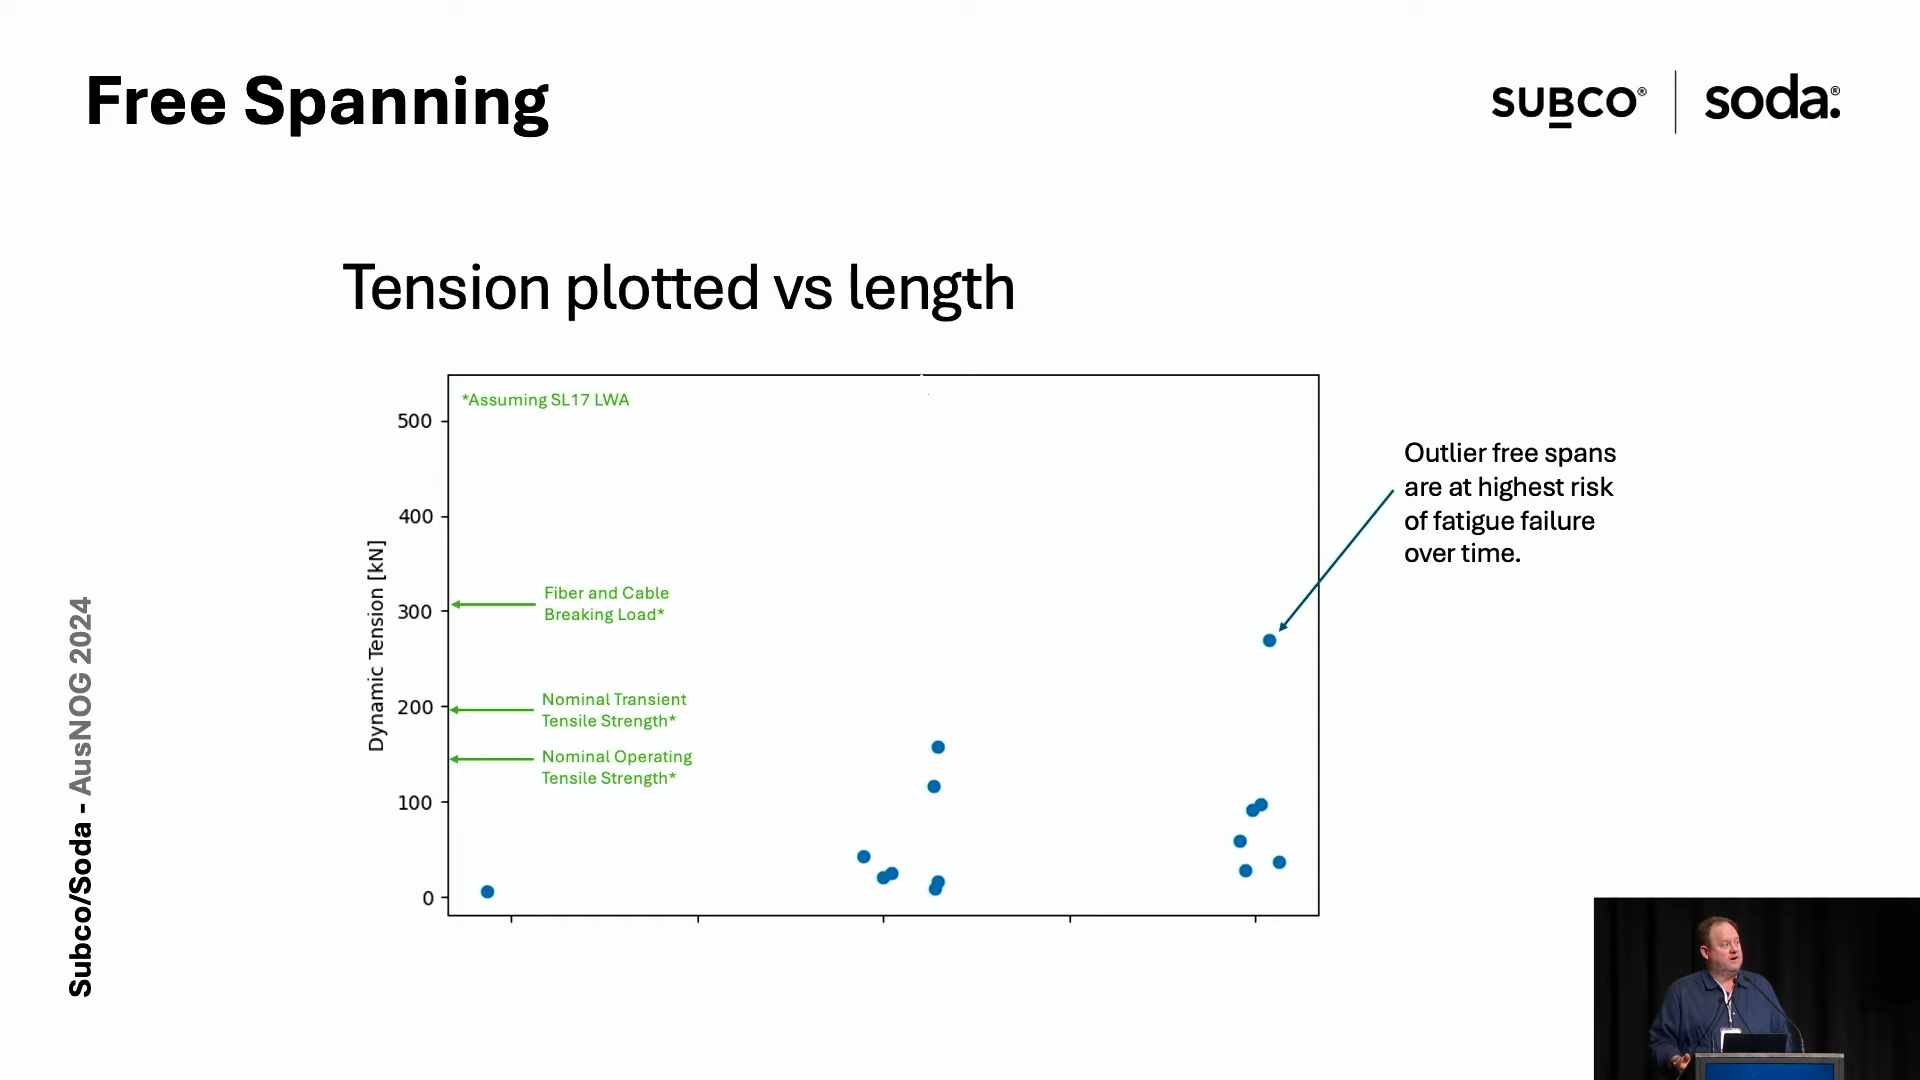 Free Spanning
SUBCO® | soda.®
Tension plotted vs length
*Assuming SL17 LWA
500
400
300
200
100
0
Dynamic Tension [kN]
Fiber and Cable
Breaking Load*
Nominal Transient
Tensile Strength*
Nominal Operating
Tensile Strength*
Outlier free spans
are at highest risk
of fatigue failure
over time.
Subco/Soda - AusNOG 2024